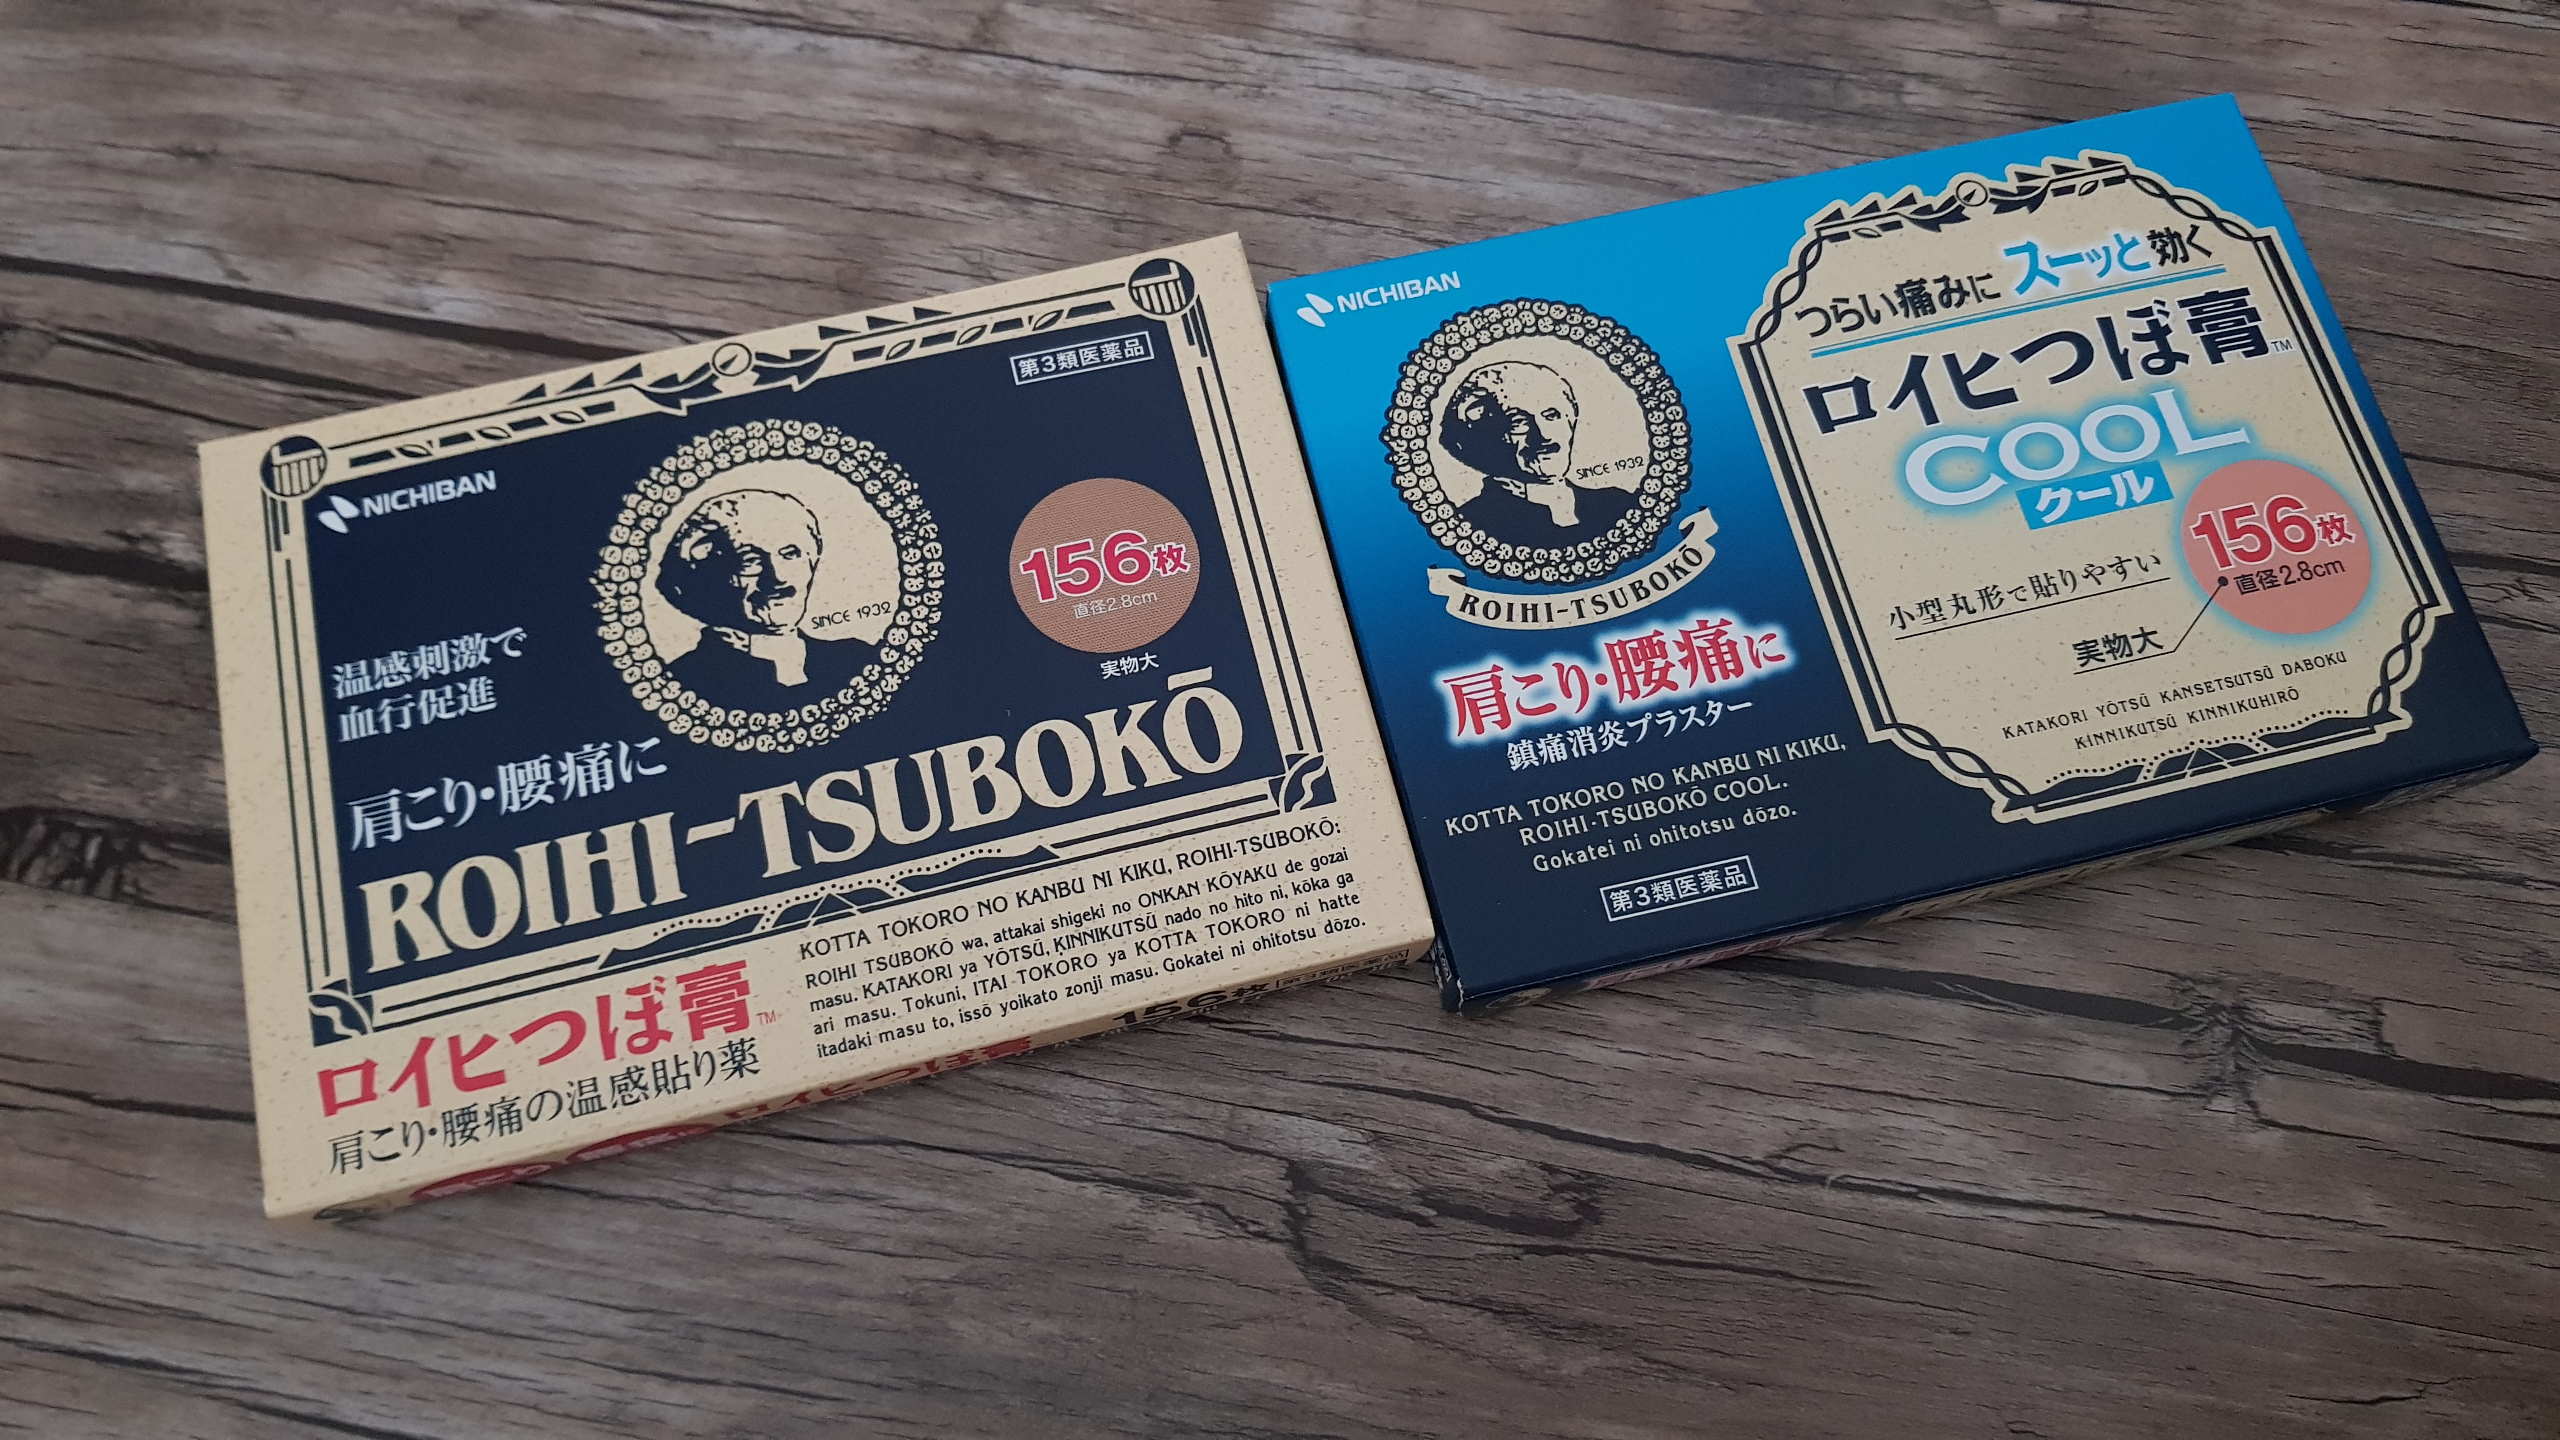 NICHIBAN
第3類医薬品
SINCE 1932
156枚
直径2.8cm
実物大
温感刺激で
血行促進
肩こり・腰痛に
ROIHI-TSUBOKŌ
ロイヒつぼ膏™
肩こり・腰痛の温感貼り薬
KOTTA TOKORO NO KANBU NI KIKU, ROIHI-TSUBOKŌ:
ROIHI TSUBOKŌ wa, attakai shigeki no ONKAN KŌYAKU de gozai
masu. KATAKORI ya YŌTSŪ, KINNIKUTSŪ nado no hito ni, kōka ga
ari masu. Tokuni, ITAI TOKORO ya KOTTA TOKORO ni hatte
itadaki masu to, issō yoikato zonji masu. Gokatei ni ohitotsu dōzo.
156枚
NICHIBAN
SINCE 1932
ROIHI-TSUBOKŌ
肩こり・腰痛に
鎮痛消炎プラスター
KOTTA TOKORO NO KANBU NI KIKU,
ROIHI-TSUBOKŌ COOL.
Gokatei ni ohitotsu dōzo.
第3類医薬品
つらい痛みにスーッと効く
ロイヒつぼ膏™
COOL
クール
156枚
直径2.8cm
小型丸形で貼りやすい
実物大
KATAKORI YŌTSŪ KANSETSUTSŪ DABOKU
KINNIKUTSŪ KINNIKUHIRŌ